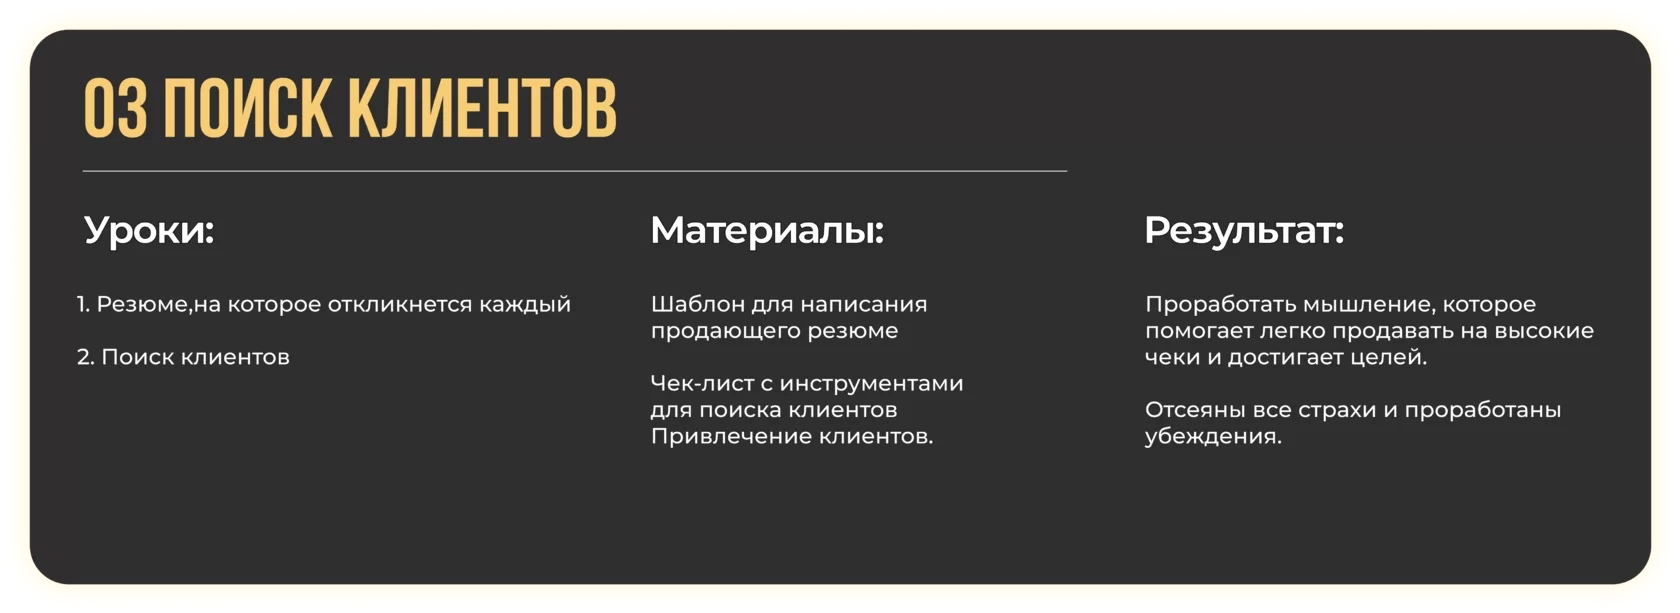 03 ПОИСК КЛИЕНТОВ
Уроки:
1. Резюме,на которое откликнется каждый
2. Поиск клиентов
Материалы:
Шаблон для написания
продающего резюме
Чек-лист с инструментами
для поиска клиентов
Привлечение клиентов.
Результат:
Проработать мышление, которое
помогает легко продавать на высокие
чеки и достигает целей.
Отсеяны все страхи и проработаны
убеждения.